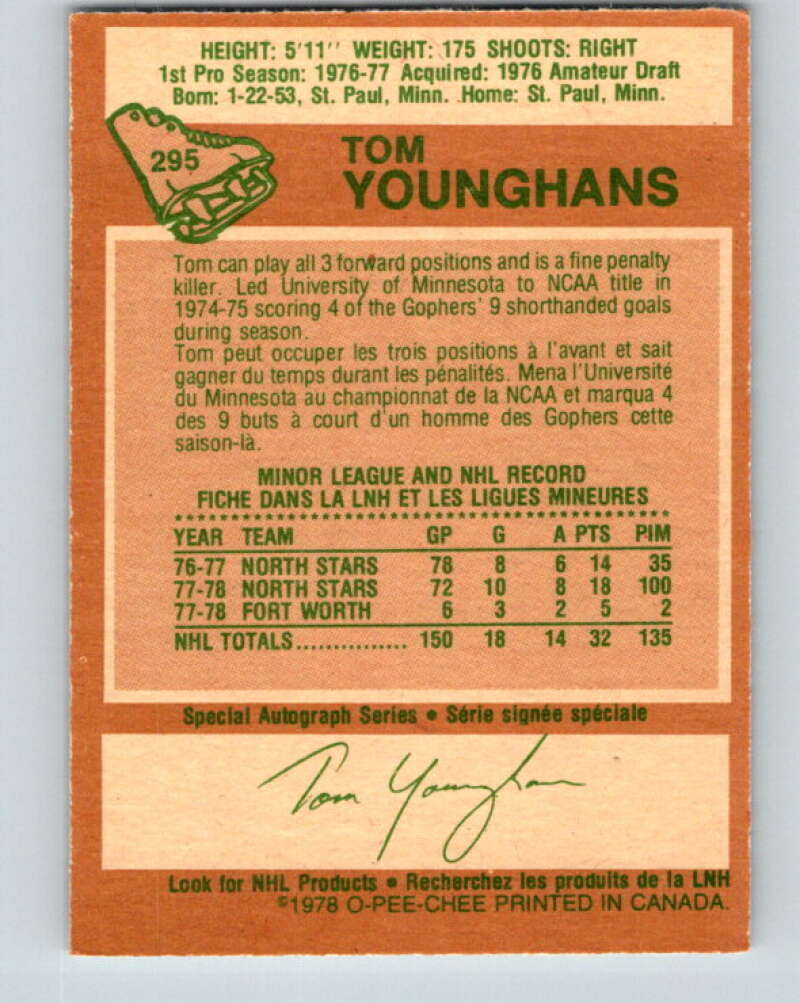 HEIGHT: 5'11'' WEIGHT: 175 SHOOTS: RIGHT
1st Pro Season: 1976-77 Acquired: 1976 Amateur Draft
Born: 1-22-53, St. Paul, Minn. Home: St. Paul, Minn.
295
TOM
YOUNGHANS
Tom can play all 3 forward positions and is a fine penalty
killer. Led University of Minnesota to NCAA title in
1974-75 scoring 4 of the Gophers' 9 shorthanded goals
during season.
Tom peut occuper les trois positions à l'avant et sait
gagner du temps durant les pénalités. Mena l'Université
du Minnesota au championnat de la NCAA et marqua 4
des 9 buts à court d'un homme des Gophers cette
saison-là.
MINOR LEAGUE AND NHL RECORD
FICHE DANS LA LNH ET LES LIGUES MINEURES
YEAR TEAM GP G A PTS PIM
76-77 NORTH STARS 78 8 6 14 35
77-78 NORTH STARS 72 10 8 18 100
77-78 FORT WORTH 6 3 2 5 2
NHL TOTALS............... 150 18 14 32 135
Special Autograph Series • Série signée spéciale
Tom Younghans
Look for NHL Products • Recherchez les produits de la LNH
©1978 O-PEE-CHEE PRINTED IN CANADA.